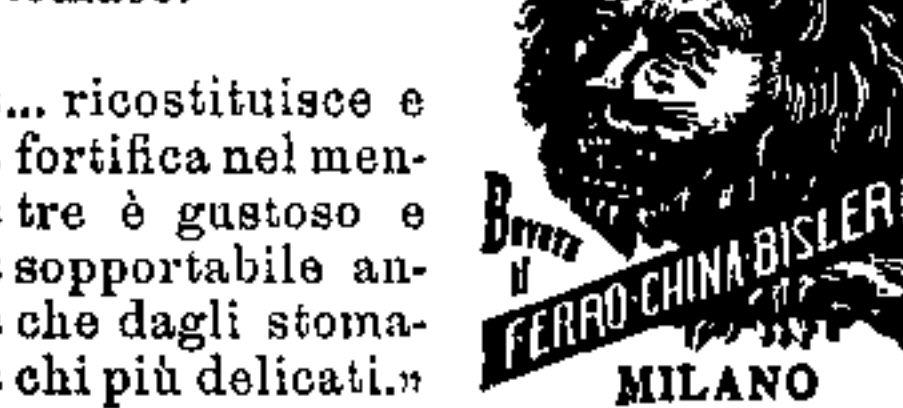 ... ricostituisce e
fortifica nel men-
tre è gustoso e
sopportabile an-
che dagli stoma-
chi più delicati.»
Bevete
il
FERRO-CHINA-BISLER
MILANO